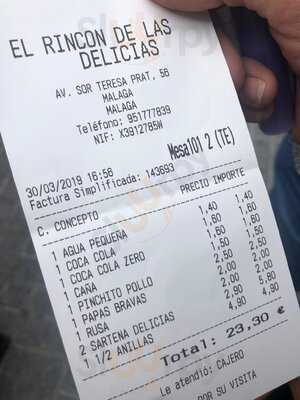 EL RINCON DE LAS
DELICIAS
AV. SOR TERESA PRAT, 56
MALAGA
MALAGA
Teléfono: 951777839
NIF: X3912785W
Mesa101 2 (TE)
30/03/2019 16:56
Factura Simplificada: 143693
C. CONCEPTO PRECIO IMPORTE
1 AGUA PEQUEÑA 1,40 1,40
1 COCA COLA 1,60 1,60
1 COCA COLA ZERO 1,60 1,60
1 CAÑA 1,50 1,50
1 PINCHITO POLLO 2,50 2,50
1 PAPAS BRAVAS 2,00 2,00
1 RUSA 2,00 2,00
2 SARTENA DELICIAS 2,90 5,80
1 1/2 ANILLAS 4,90 4,90
Total: 23,30 €
Le atendió: CAJERO
POR SU VISITA